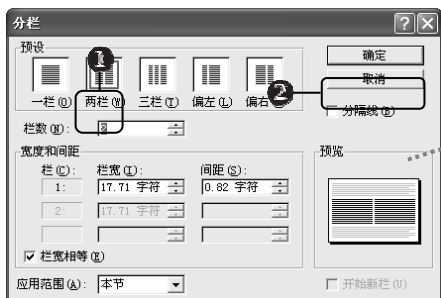 分栏
预设
1
确定
取消
一栏(O) 两栏(W) 三栏(T) 偏左(L) 偏右
2
分隔线(B)
栏数(N): 2
宽度和间距
预览
栏(C): 栏宽(I): 间距(S):
1: 17.71 字符 0.82 字符
2: 17.71 字符
栏宽相等(E)
应用范围(A): 本节
开始新栏(U)